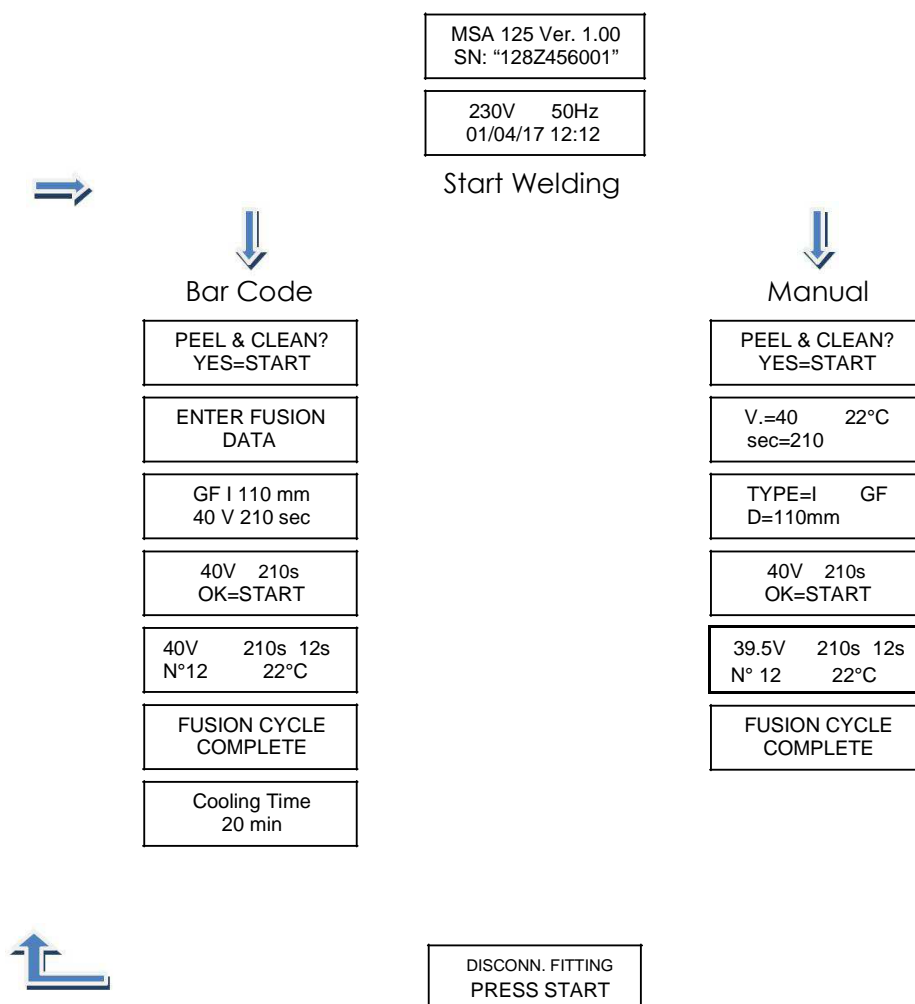 MSA 125 Ver. 1.00
SN: “128Z456001”
230V 50Hz
01/04/17 12:12
Start Welding
Bar Code
PEEL & CLEAN?
YES=START
ENTER FUSION
DATA
GF I 110 mm
40 V 210 sec
40V 210s
OK=START
40V 210s 12s
N°12 22°C
FUSION CYCLE
COMPLETE
Cooling Time
20 min
Manual
PEEL & CLEAN?
YES=START
V.=40 22°C
sec=210
TYPE=I GF
D=110mm
40V 210s
OK=START
39.5V 210s 12s
N° 12 22°C
FUSION CYCLE
COMPLETE
DISCONN. FITTING
PRESS START